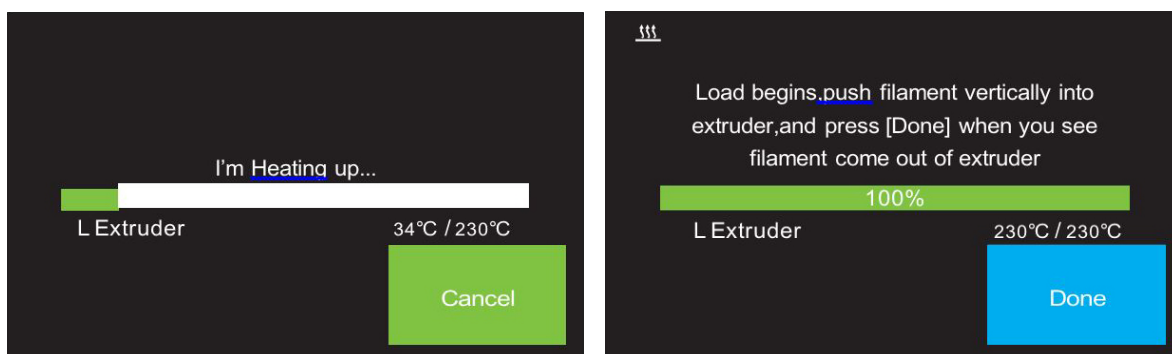 I'm Heating up...
L Extruder
34℃ / 230℃
Cancel
Load begins,push filament vertically into
extruder,and press [Done] when you see
filament come out of extruder
100%
L Extruder
230℃ / 230℃
Done